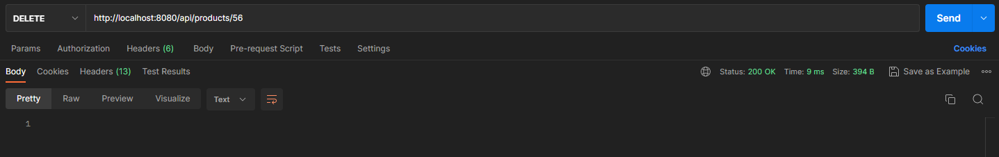 DELETE http://localhost:8080/api/products/56 Send
Params Authorization Headers (6) Body Pre-request Script Tests Settings Cookies
Body Cookies Headers (13) Test Results Status: 200 OK Time: 9 ms Size: 394 B Save as Example
Pretty Raw Preview Visualize Text
1